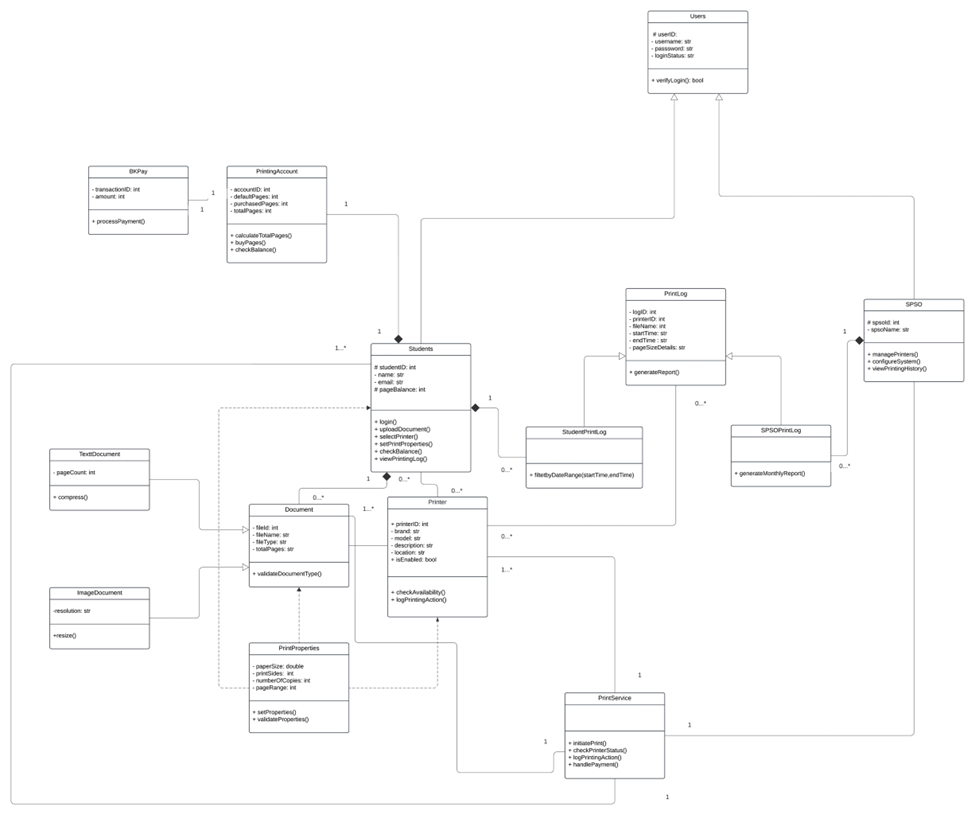 Users
# userID:
- username: str
- passsword: str
- loginStatus: str
+ verifyLogin(): bool
BKPay
- transactionID: int
- amount: int
+ processPayment()
1
1
PrintingAccount
- accountID: int
- defaultPages: int
- purchasedPages: int
- totalPages: int
+ calculateTotalPages()
+ buyPages()
+ checkBalance()
1
1
PrintLog
- logID: int
- printerID: int
- fileName: int
- startTime: str
- endTime : str
- pageSizeDetails: str
+ generateReport()
SPSO
# spsoId: int
- spsoName: str
+ managePrinters()
+ configureSystem()
+ viewPrintingHistory()
1
1...*
Students
# studentID: int
- name: str
- email: str
# pageBalance: int
+ login()
+ uploadDocument()
+ selectPrinter()
+ setPrintProperties()
+ checkBalance()
+ viewPrintingLog()
1
0...*
0...*
StudentPrintLog
+ filtetbyDateRange(startTime,endTime)
SPSOPrintLog
+ generateMonthlyReport()
0...*
TexttDocument
- pageCount: int
+ compress()
1
0...*
0...*
0...*
Document
- fileId: int
- fileName: str
- fileType: str
- totalPages: str
+ validateDocumentType()
1...*
Printer
+ printerID: int
- brand: str
- model: str
- description: str
- location: str
+ isEnabled: bool
+ checkAvailability()
+ logPrintingAction()
0...*
1...*
ImageDocument
-resolution: str
+resize()
PrintProperties
- paperSize: double
- printSides:  int
- numberOfCopies: int
- pageRange: int
+ setProperties()
+ validateProperties()
1
PrintService
+ initiatePrint()
+ checkPrinterStatus()
+ logPrintingAction()
+ handlePayment()
1
1
1